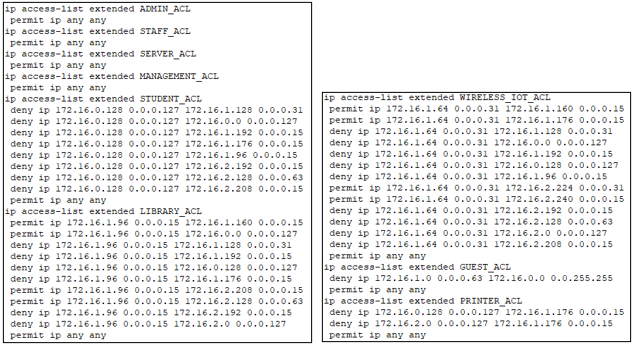 ip access-list extended ADMIN_ACL
permit ip any any
ip access-list extended STAFF_ACL
permit ip any any
ip access-list extended SERVER_ACL
permit ip any any
ip access-list extended MANAGEMENT_ACL
permit ip any any
ip access-list extended STUDENT_ACL
deny ip 172.16.0.128 0.0.0.127 172.16.1.128 0.0.0.31
deny ip 172.16.0.128 0.0.0.127 172.16.0.0 0.0.0.127
deny ip 172.16.0.128 0.0.0.127 172.16.1.192 0.0.0.15
deny ip 172.16.0.128 0.0.0.127 172.16.1.176 0.0.0.15
deny ip 172.16.0.128 0.0.0.127 172.16.1.96 0.0.0.15
deny ip 172.16.0.128 0.0.0.127 172.16.2.192 0.0.0.15
deny ip 172.16.0.128 0.0.0.127 172.16.2.128 0.0.0.63
deny ip 172.16.0.128 0.0.0.127 172.16.2.208 0.0.0.15
permit ip any any
ip access-list extended LIBRARY_ACL
permit ip 172.16.1.96 0.0.0.15 172.16.1.160 0.0.0.15
permit ip 172.16.1.96 0.0.0.15 172.16.0.0 0.0.0.127
deny ip 172.16.1.96 0.0.0.15 172.16.1.128 0.0.0.31
deny ip 172.16.1.96 0.0.0.15 172.16.1.192 0.0.0.15
deny ip 172.16.1.96 0.0.0.15 172.16.0.128 0.0.0.127
deny ip 172.16.1.96 0.0.0.15 172.16.1.176 0.0.0.15
permit ip 172.16.1.96 0.0.0.15 172.16.2.208 0.0.0.15
permit ip 172.16.1.96 0.0.0.15 172.16.2.128 0.0.0.63
deny ip 172.16.1.96 0.0.0.15 172.16.2.192 0.0.0.15
deny ip 172.16.1.96 0.0.0.15 172.16.2.0 0.0.0.127
permit ip any any
ip access-list extended WIRELESS_IOT_ACL
permit ip 172.16.1.64 0.0.0.31 172.16.1.160 0.0.0.15
permit ip 172.16.1.64 0.0.0.31 172.16.1.176 0.0.0.15
deny ip 172.16.1.64 0.0.0.31 172.16.1.128 0.0.0.31
deny ip 172.16.1.64 0.0.0.31 172.16.0.0 0.0.0.127
deny ip 172.16.1.64 0.0.0.31 172.16.1.192 0.0.0.15
deny ip 172.16.1.64 0.0.0.31 172.16.0.128 0.0.0.127
deny ip 172.16.1.64 0.0.0.31 172.16.1.96 0.0.0.15
permit ip 172.16.1.64 0.0.0.31 172.16.2.224 0.0.0.31
permit ip 172.16.1.64 0.0.0.31 172.16.2.240 0.0.0.15
deny ip 172.16.1.64 0.0.0.31 172.16.2.192 0.0.0.15
deny ip 172.16.1.64 0.0.0.31 172.16.2.128 0.0.0.63
deny ip 172.16.1.64 0.0.0.31 172.16.2.0 0.0.0.127
deny ip 172.16.1.64 0.0.0.31 172.16.2.208 0.0.0.15
permit ip any any
ip access-list extended GUEST_ACL
deny ip 172.16.1.0 0.0.0.63 172.16.0.0 0.0.255.255
permit ip any any
ip access-list extended PRINTER_ACL
deny ip 172.16.0.128 0.0.0.127 172.16.1.176 0.0.0.15
deny ip 172.16.2.0 0.0.0.127 172.16.1.176 0.0.0.15
permit ip any any